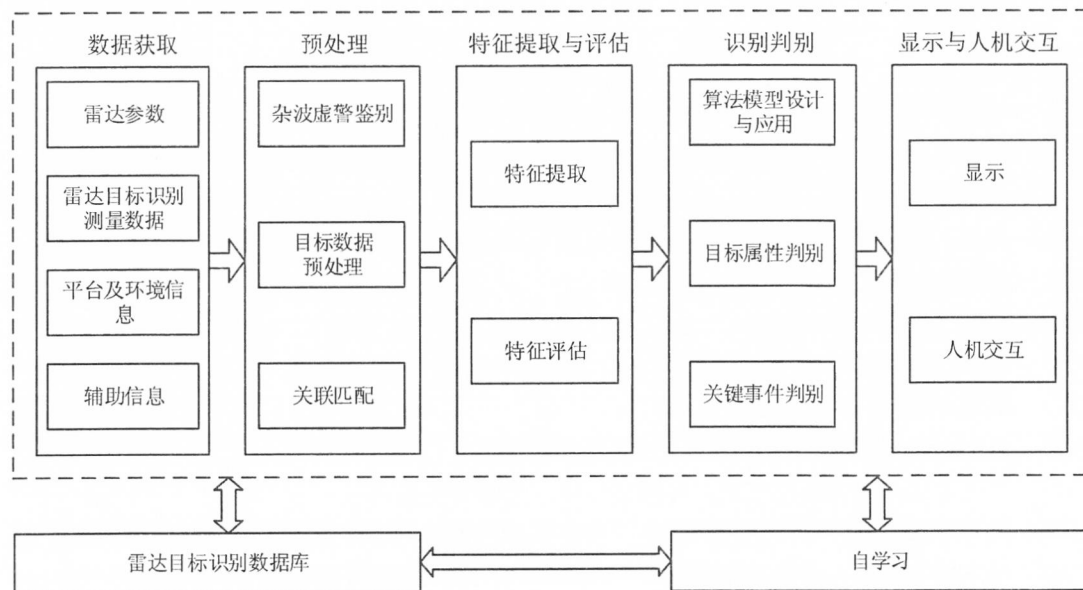 数据获取
预处理
特征提取与评估
识别判别
显示与人机交互
雷达参数
雷达目标识别
测量数据
平台及环境信
息
辅助信息
杂波虚警鉴别
目标数据
预处理
关联匹配
特征提取
特征评估
算法模型设计
与应用
目标属性判别
关键事件判别
显示
人机交互
雷达目标识别数据库
自学习